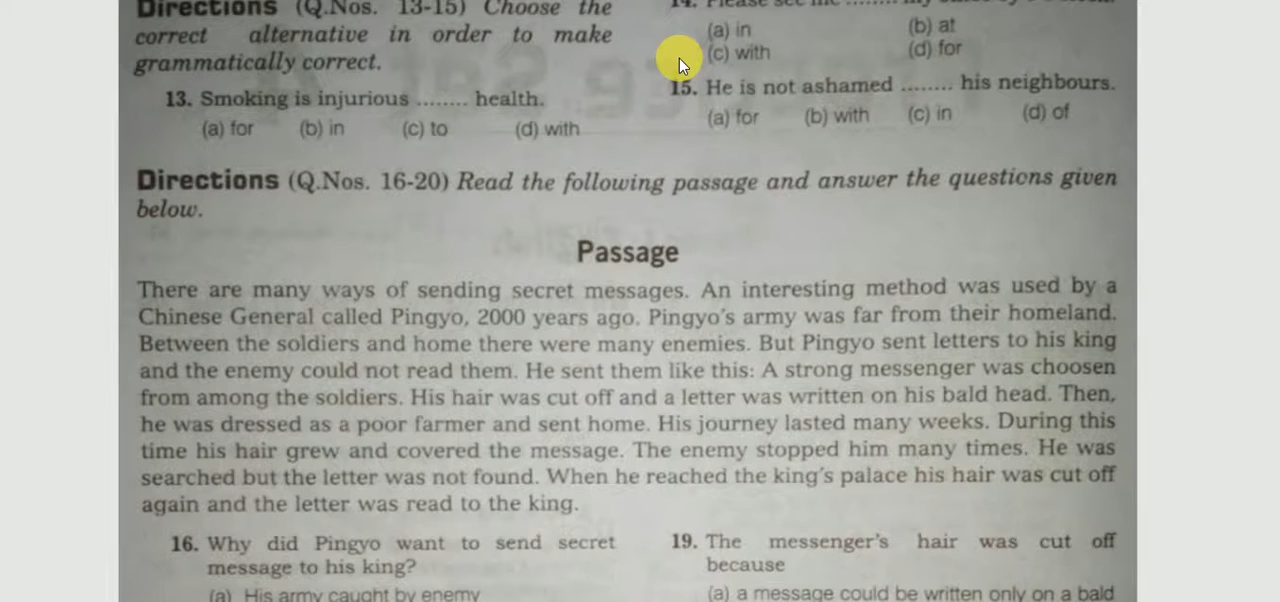 Directions (Q.Nos. 13-15) Choose the
correct alternative in order to make
grammatically correct.
13. Smoking is injurious ........ health.
(a) for (b) in (c) to (d) with
14. Please see me ........
(a) in (b) at
(c) with (d) for
15. He is not ashamed ........ his neighbours.
(a) for (b) with (c) in (d) of
Directions (Q.Nos. 16-20) Read the following passage and answer the questions given
below.
Passage
There are many ways of sending secret messages. An interesting method was used by a
Chinese General called Pingyo, 2000 years ago. Pingyo's army was far from their homeland.
Between the soldiers and home there were many enemies. But Pingyo sent letters to his king
and the enemy could not read them. He sent them like this: A strong messenger was choosen
from among the soldiers. His hair was cut off and a letter was written on his bald head. Then,
he was dressed as a poor farmer and sent home. His journey lasted many weeks. During this
time his hair grew and covered the message. The enemy stopped him many times. He was
searched but the letter was not found. When he reached the king's palace his hair was cut off
again and the letter was read to the king.
16. Why did Pingyo want to send secret
message to his king?
(a) His army caught by enemy
19. The messenger's hair was cut off
because
(a) a message could be written only on a bald